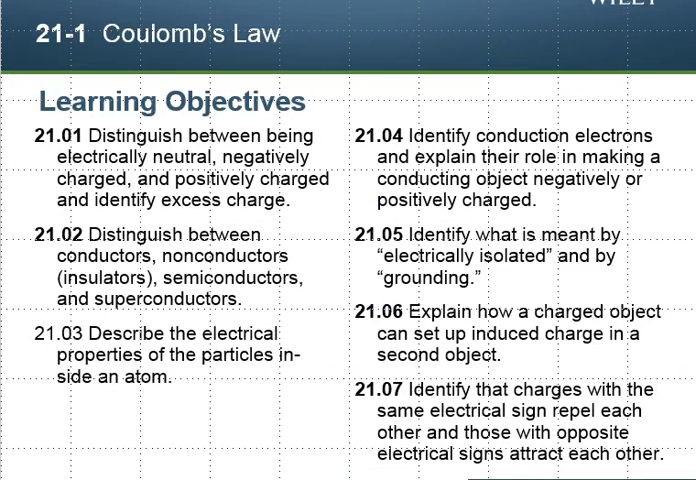 21-1 Coulomb's Law
Learning Objectives
21.01 Distinguish between being
electrically neutral, negatively
charged, and positively charged
and identify excess charge.
21.02 Distinguish between
conductors, nonconductors
(insulators), semiconductors,
and superconductors.
21.03 Describe the electrical
properties of the particles in-
side an atom.
21.04 Identify conduction electrons
and explain their role in making a
conducting object negatively or
positively charged.
21.05 Identify what is meant by
“electrically isolated” and by
“grounding.”
21.06 Explain how a charged object
can set up induced charge in a
second object.
21.07 Identify that charges with the
same electrical sign repel each
other and those with opposite
electrical signs attract each other.